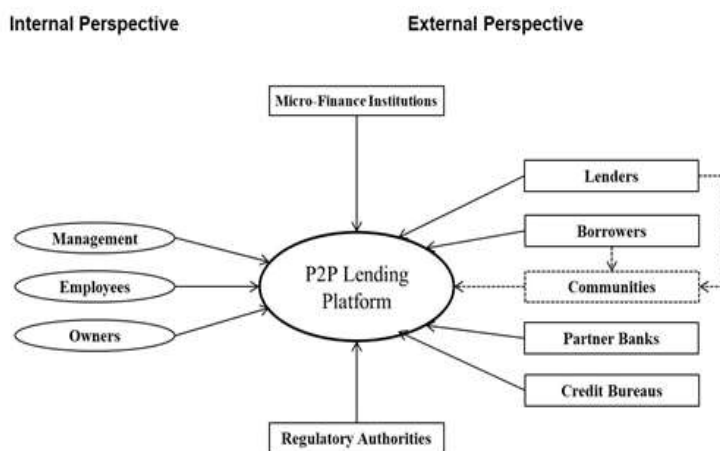 Internal Perspective
External Perspective
Micro-Finance Institutions
Lenders
Management
Borrowers
P2P Lending
Platform
Employees
Communities
Owners
Partner Banks
Credit Bureaus
Regulatory Authorities